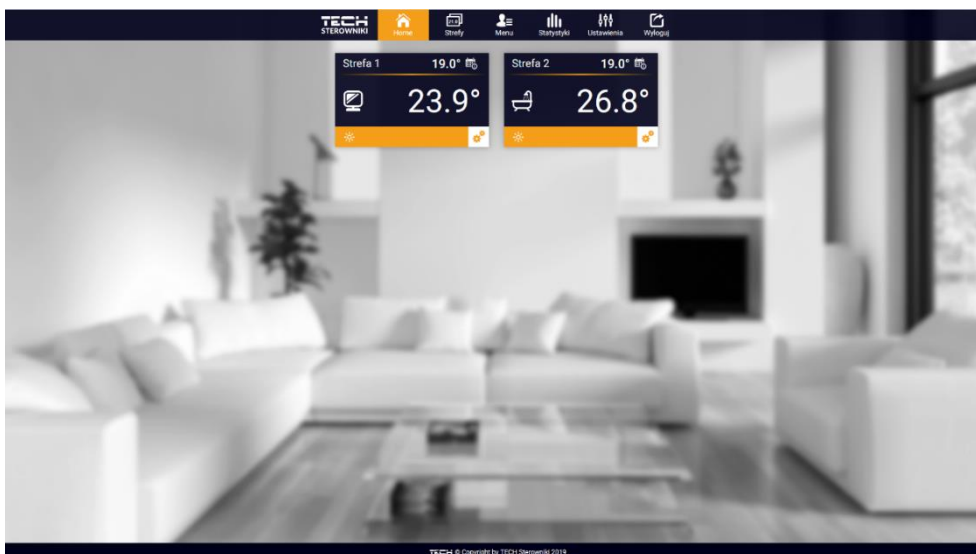 TECH
STEROWNIKI
Home
Strefy
Menu
Statystyki
Ustawienia
Wyloguj
Strefa 1 19.0°
23.9°
Strefa 2 19.0°
26.8°
TECH © Copyright by TECH Sterowniki 2019